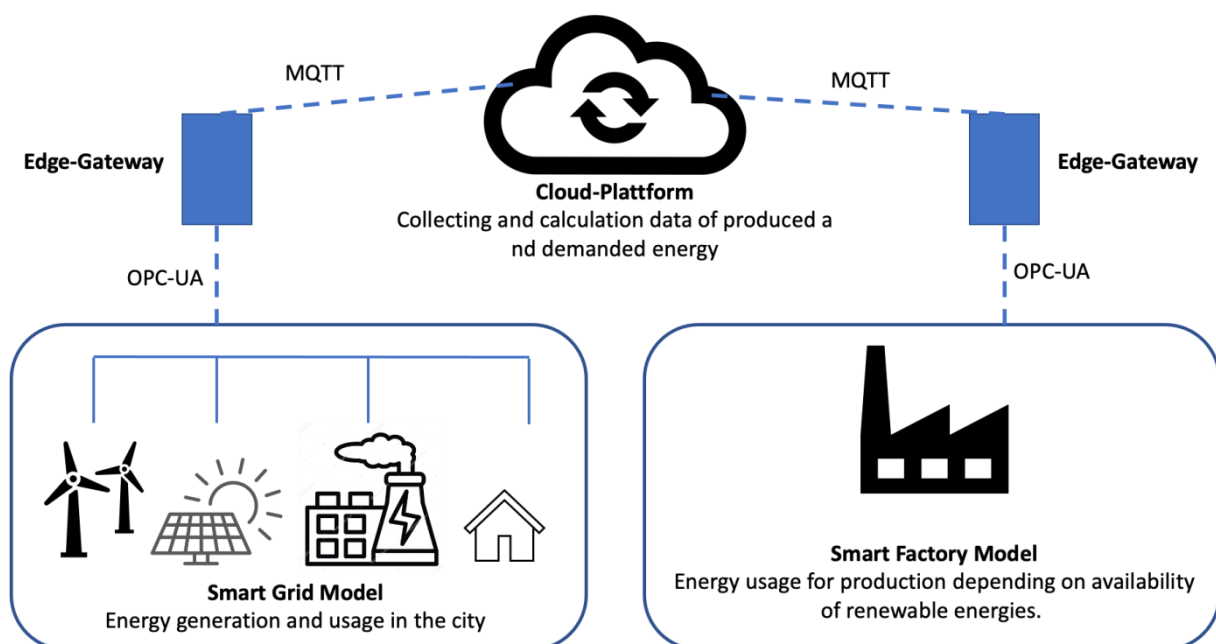 MQTT
MQTT
Edge-Gateway
Edge-Gateway
Cloud-Plattform
Collecting and calculation data of produced a
nd demanded energy
OPC-UA
OPC-UA
Smart Grid Model
Energy generation and usage in the city
Smart Factory Model
Energy usage for production depending on availability
of renewable energies.